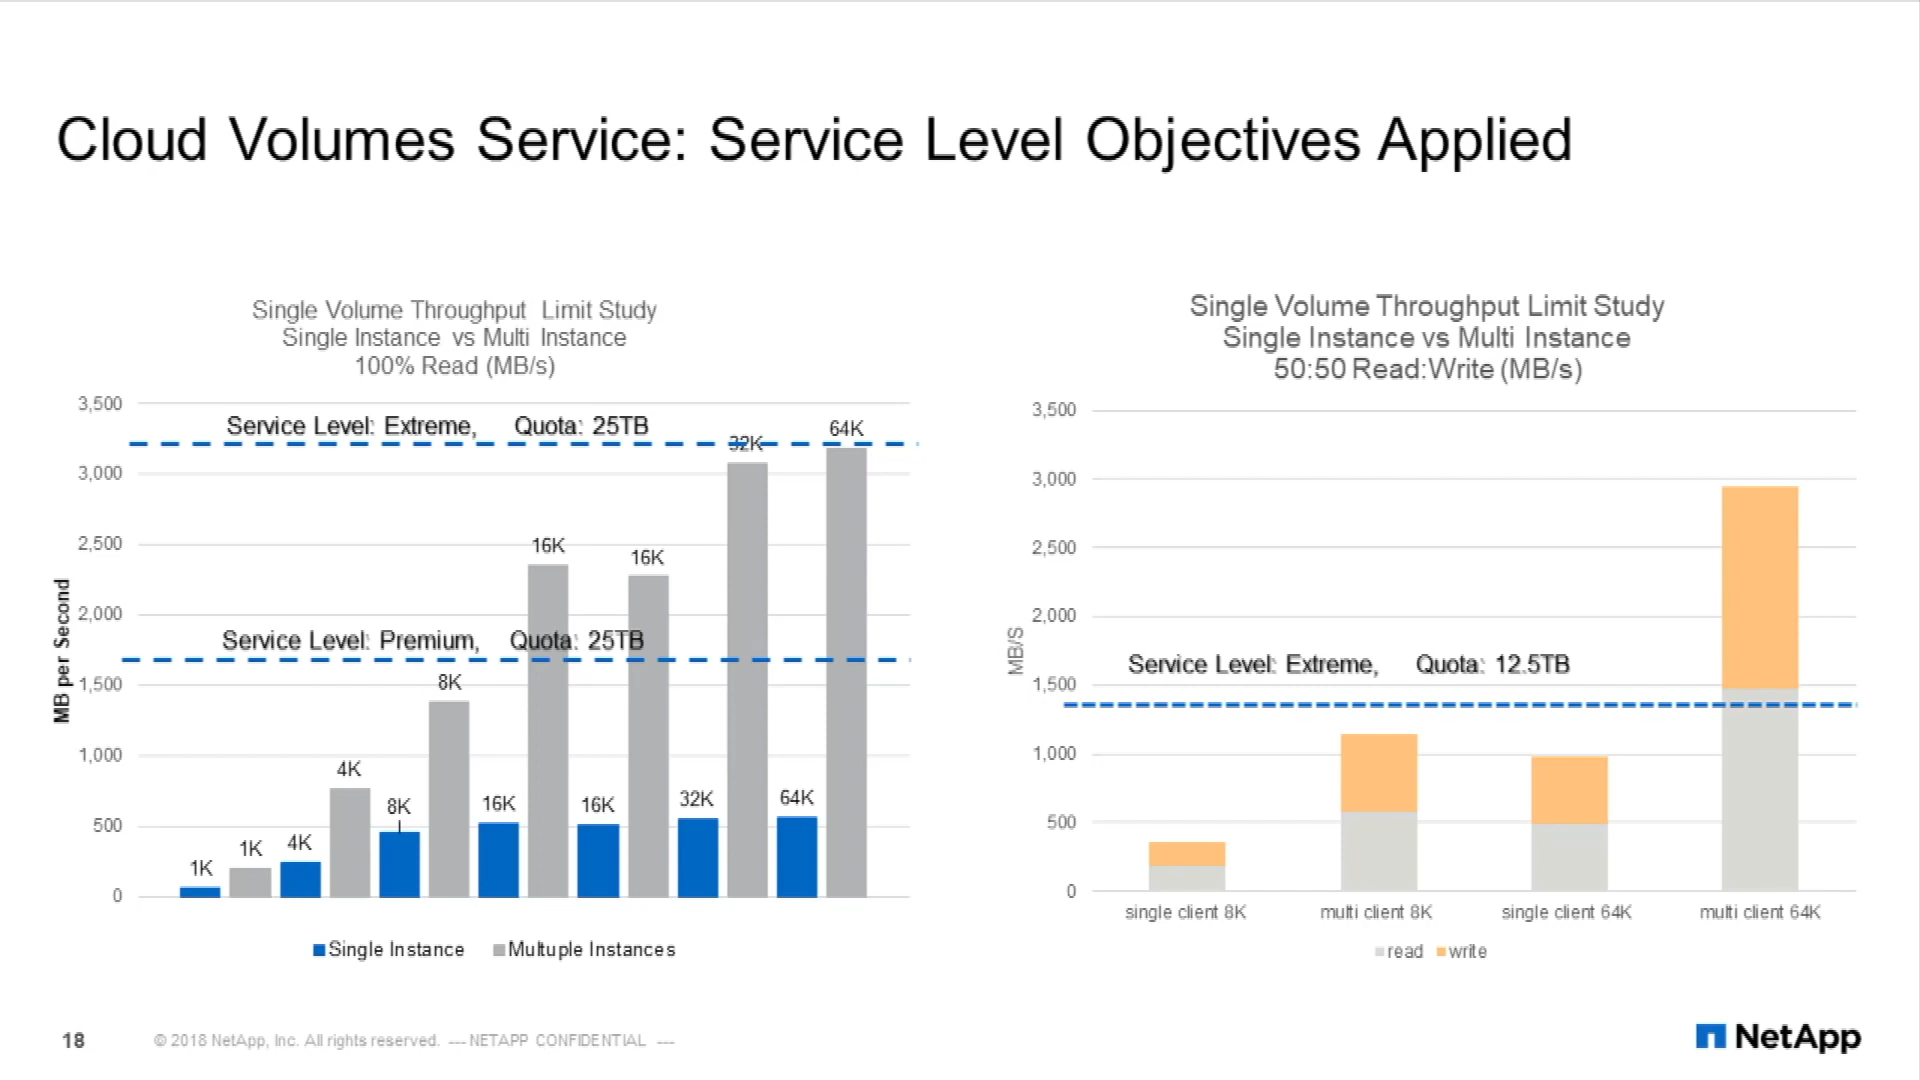 Cloud Volumes Service: Service Level Objectives Applied
Single Volume Throughput Limit Study
Single Instance vs Multi Instance
100% Read (MB/s)
3,500
3,000
2,500
2,000
1,500
1,000
500
0
MB per Second
Service Level: Extreme, Quota: 25TB
Service Level: Premium, Quota: 25TB
1K
1K
4K
4K
8K
8K
16K
16K
16K
16K
32K
32K
64K
64K
Single Instance
Multuple Instances
Single Volume Throughput Limit Study
Single Instance vs Multi Instance
50:50 Read:Write (MB/s)
3,500
3,000
2,500
2,000
1,500
1,000
500
0
MB/S
Service Level: Extreme, Quota: 12.5TB
single client 8K
multi client 8K
single client 64K
multi client 64K
read
write
18
© 2018 NetApp, Inc. All rights reserved. --- NETAPP CONFIDENTIAL ---
NetApp